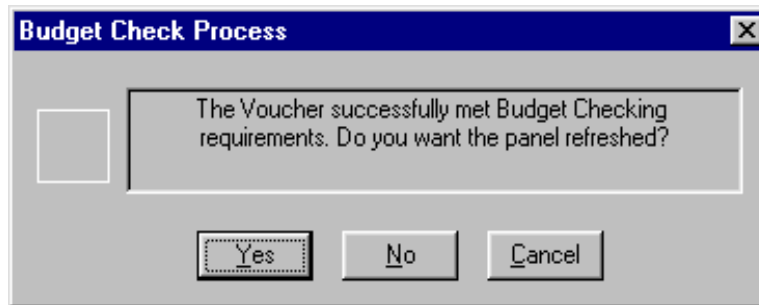 Budget Check Process
The Voucher successfully met Budget Checking
requirements. Do you want the panel refreshed?
Yes
No
Cancel